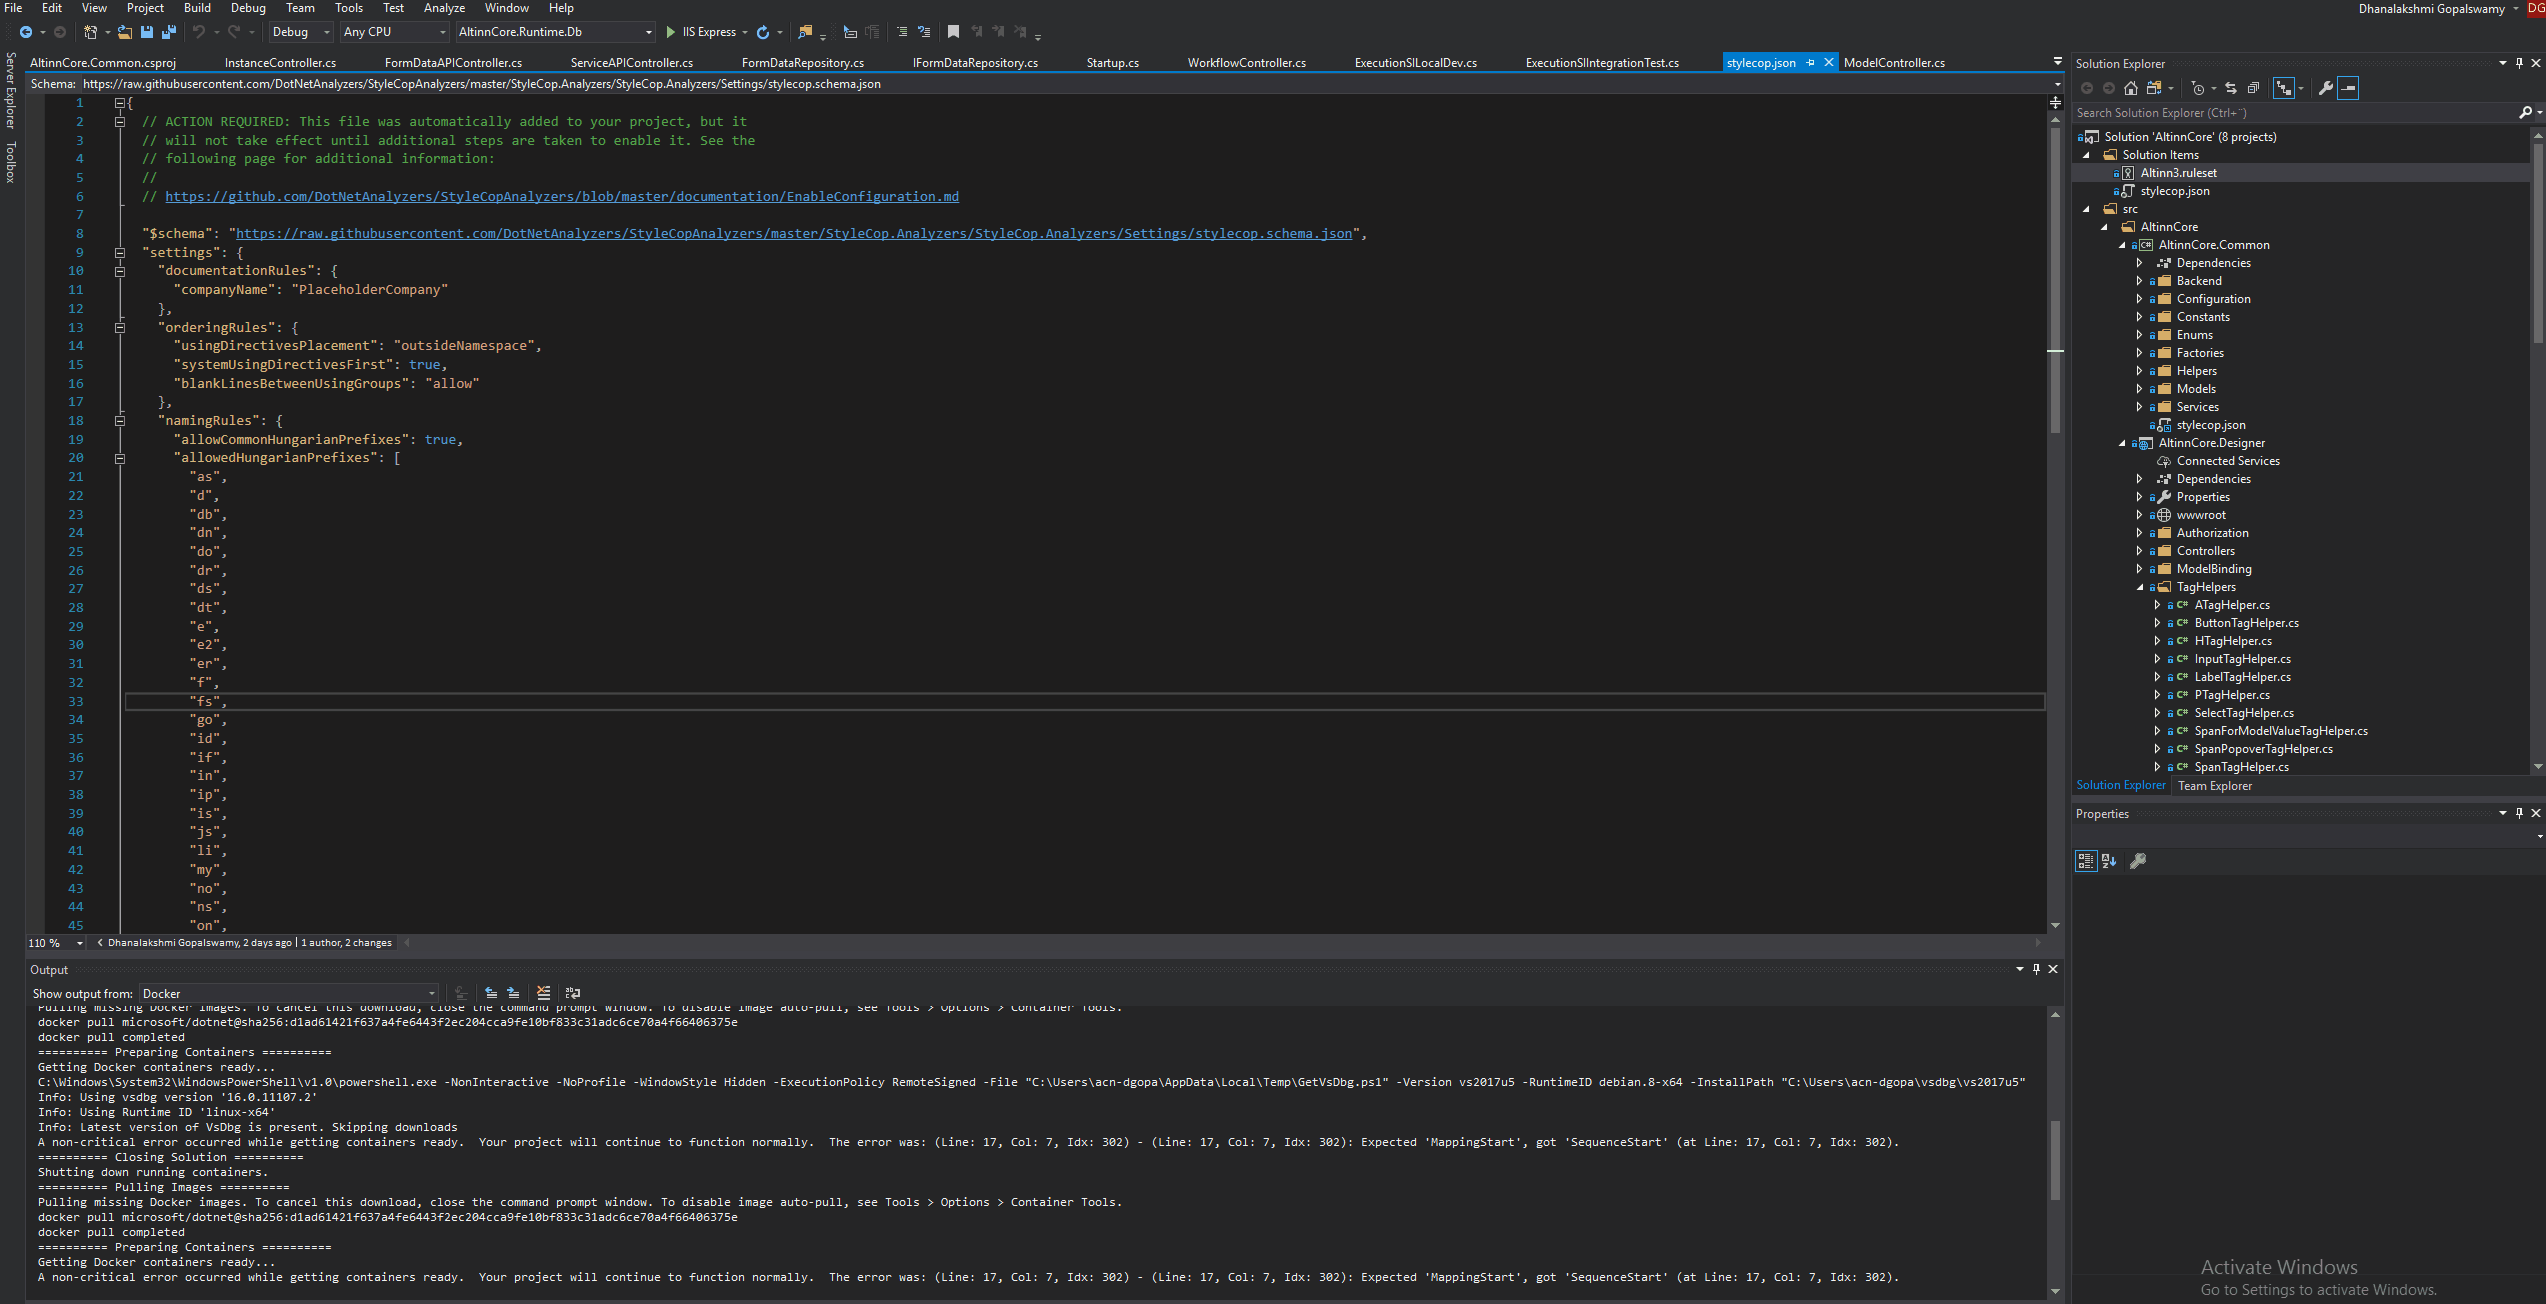 File Edit View Project Build Debug Team Tools Test Analyze Window Help
Dhanalakshmi Gopalswamy DG
Debug Any CPU AltinnCore.Runtime.Db IIS Express
Server Explorer
Toolbox
AltinnCore.Common.csproj InstanceController.cs FormDataAPIController.cs ServiceAPIController.cs FormDataRepository.cs IFormDataRepository.cs Startup.cs WorkflowController.cs ExecutionSILocalDev.cs ExecutionSIIntegrationTest.cs stylecop.json ModelController.cs
Schema: https://raw.githubusercontent.com/DotNetAnalyzers/StyleCopAnalyzers/master/StyleCop.Analyzers/StyleCop.Analyzers/Settings/stylecop.schema.json
1 {
2 // ACTION REQUIRED: This file was automatically added to your project, but it
3 // will not take effect until additional steps are taken to enable it. See the
4 // following page for additional information:
5 //
6 // https://github.com/DotNetAnalyzers/StyleCopAnalyzers/blob/master/documentation/EnableConfiguration.md
7
8 "$schema": "https://raw.githubusercontent.com/DotNetAnalyzers/StyleCopAnalyzers/master/StyleCop.Analyzers/StyleCop.Analyzers/Settings/stylecop.schema.json",
9 "settings": {
10 "documentationRules": {
11 "companyName": "PlaceholderCompany"
12 },
13 "orderingRules": {
14 "usingDirectivesPlacement": "outsideNamespace",
15 "systemUsingDirectivesFirst": true,
16 "blankLinesBetweenUsingGroups": "allow"
17 },
18 "namingRules": {
19 "allowCommonHungarianPrefixes": true,
20 "allowedHungarianPrefixes": [
21 "as",
22 "d",
23 "db",
24 "dn",
25 "do",
26 "dr",
27 "ds",
28 "dt",
29 "e",
30 "e2",
31 "er",
32 "f",
33 "fs",
34 "go",
35 "id",
36 "if",
37 "in",
38 "ip",
39 "is",
40 "js",
41 "li",
42 "my",
43 "no",
44 "ns",
45 "on",
110 % Dhanalakshmi Gopalswamy, 2 days ago | 1 author, 2 changes
Output
Show output from: Docker
Pulling missing Docker images. To cancel this download, close the command prompt window. To disable image auto-pull, see Tools > Options > Container Tools.
docker pull microsoft/dotnet@sha256:d1ad61421f637a4fe6443f2ec204cca9fe10bf833c31adc6ce70a4f66406375e
docker pull completed
========== Preparing Containers ==========
Getting Docker containers ready...
C:\Windows\System32\WindowsPowerShell\v1.0\powershell.exe -NonInteractive -NoProfile -WindowStyle Hidden -ExecutionPolicy RemoteSigned -File "C:\Users\acn-dgopa\AppData\Local\Temp\GetVsDbg.ps1" -Version vs2017u5 -RuntimeID debian.8-x64 -InstallPath "C:\Users\acn-dgopa\vsdbg\vs2017u5"
Info: Using vsdbg version '16.0.11107.2'
Info: Using Runtime ID 'linux-x64'
Info: Latest version of VsDbg is present. Skipping downloads
A non-critical error occurred while getting containers ready.  Your project will continue to function normally.  The error was: (Line: 17, Col: 7, Idx: 302) - (Line: 17, Col: 7, Idx: 302): Expected 'MappingStart', got 'SequenceStart' (at Line: 17, Col: 7, Idx: 302).
========== Closing Solution ==========
Shutting down running containers.
========== Pulling Images ==========
Pulling missing Docker images. To cancel this download, close the command prompt window. To disable image auto-pull, see Tools > Options > Container Tools.
docker pull microsoft/dotnet@sha256:d1ad61421f637a4fe6443f2ec204cca9fe10bf833c31adc6ce70a4f66406375e
docker pull completed
========== Preparing Containers ==========
Getting Docker containers ready...
A non-critical error occurred while getting containers ready.  Your project will continue to function normally.  The error was: (Line: 17, Col: 7, Idx: 302) - (Line: 17, Col: 7, Idx: 302): Expected 'MappingStart', got 'SequenceStart' (at Line: 17, Col: 7, Idx: 302).
Solution Explorer
Search Solution Explorer (Ctrl+¨)
Solution 'AltinnCore' (8 projects)
Solution Items
Altinn3.ruleset
stylecop.json
src
AltinnCore
AltinnCore.Common
Dependencies
Backend
Configuration
Constants
Enums
Factories
Helpers
Models
Services
stylecop.json
AltinnCore.Designer
Connected Services
Dependencies
Properties
wwwroot
Authorization
Controllers
ModelBinding
TagHelpers
C# ATagHelper.cs
C# ButtonTagHelper.cs
C# HTagHelper.cs
C# InputTagHelper.cs
C# LabelTagHelper.cs
C# PTagHelper.cs
C# SelectTagHelper.cs
C# SpanForModelValueTagHelper.cs
C# SpanPopoverTagHelper.cs
C# SpanTagHelper.cs
Solution Explorer Team Explorer
Properties
Activate Windows
Go to Settings to activate Windows.